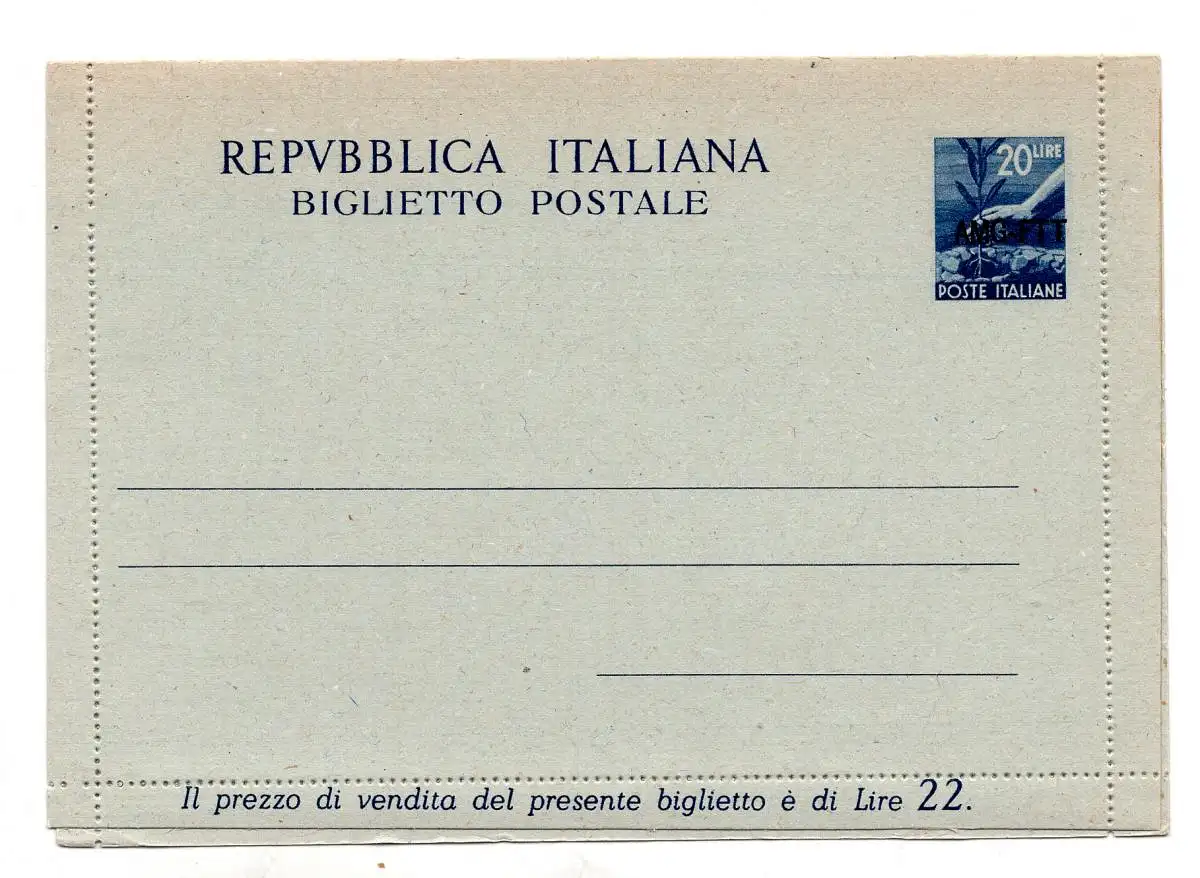 REPVBBLICA ITALIANA
BIGLIETTO POSTALE
20 LIRE
AMG-FTT
POSTE ITALIANE
Il prezzo di vendita del presente biglietto è di Lire 22.